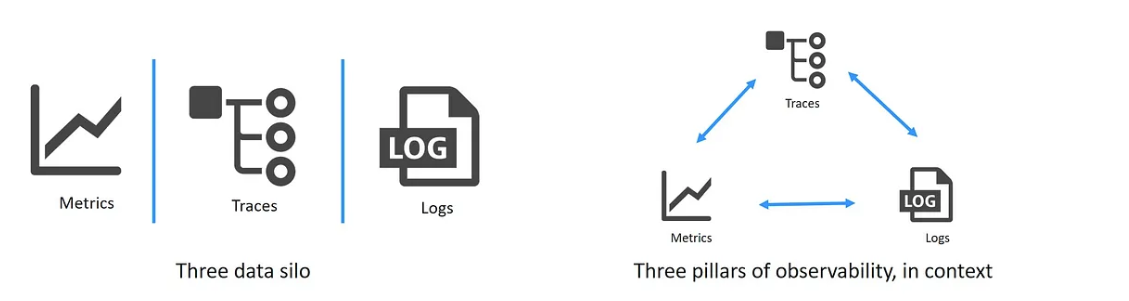 LOG
Metrics
Traces
Logs
Three data silo
Traces
LOG
Metrics
Logs
Three pillars of observability, in context